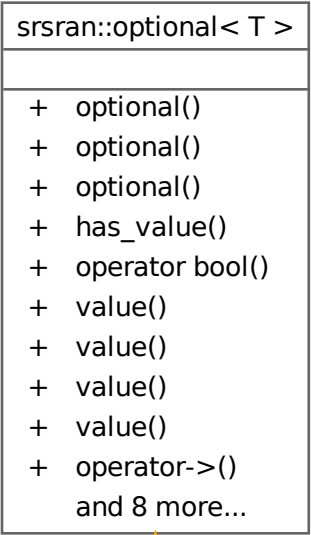 srsran::optional< T >
+ optional()
+ optional()
+ optional()
+ has_value()
+ operator bool()
+ value()
+ value()
+ value()
+ value()
+ operator->()
and 8 more...